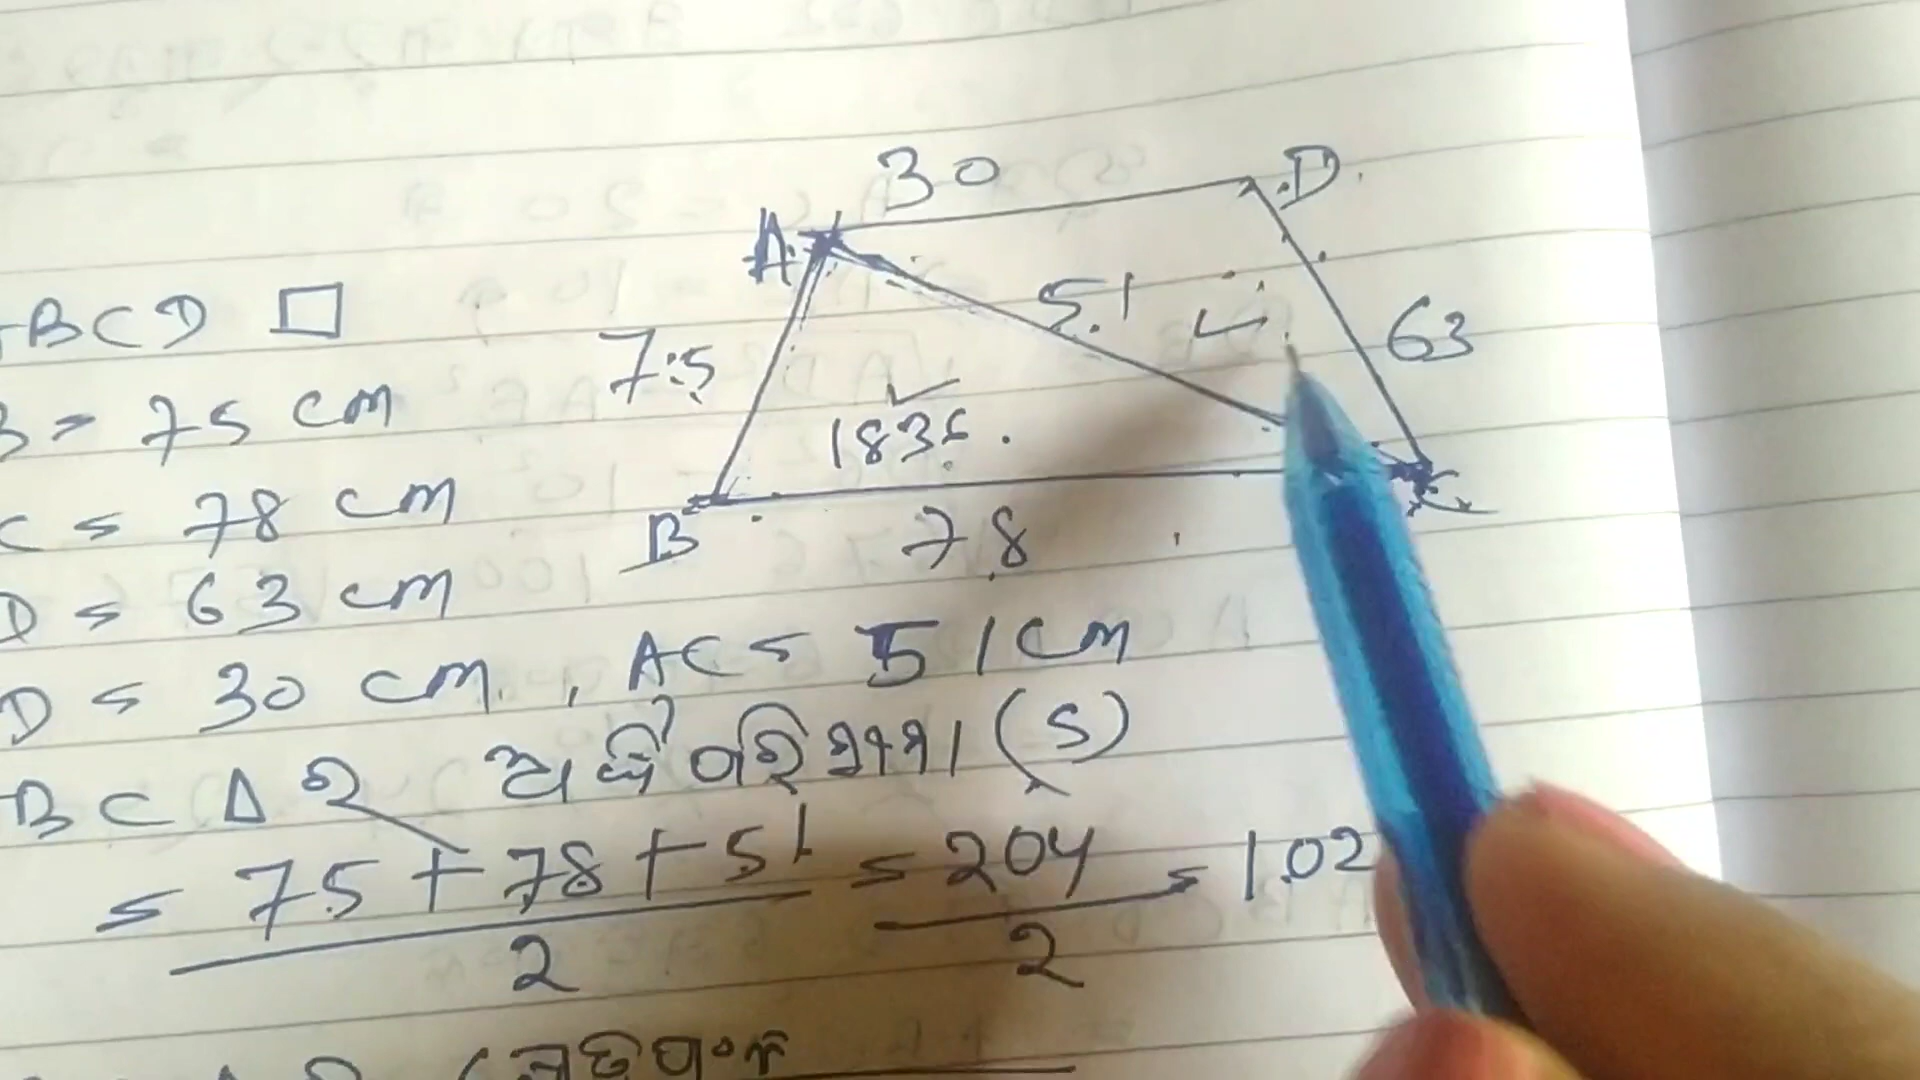 30
D
A
BCD □
7.5
51
63
B = 75 cm
1836.
C = 78 cm
B
78
C
D = 63 cm
D = 30 cm, AC = 51 cm
BC Δ ର ଅର୍ଦ୍ଧ ପରିସୀମା (S)
= 75 + 78 + 51 = 204 = 102
2 2
Δ ର କ୍ଷେତ୍ରଫଳ